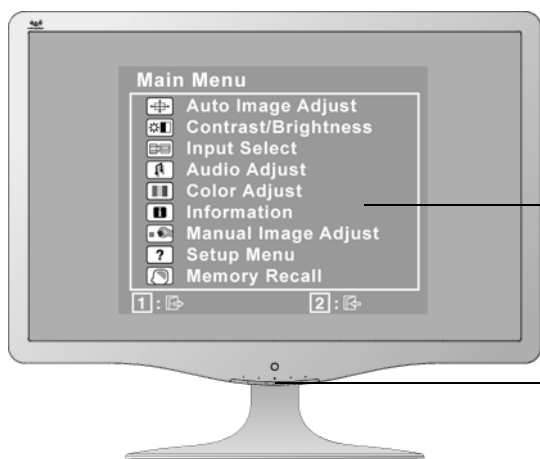 Main Menu
Auto Image Adjust
Contrast/Brightness
Input Select
Audio Adjust
Color Adjust
Information
Manual Image Adjust
? Setup Menu
Memory Recall
1 : 2 :